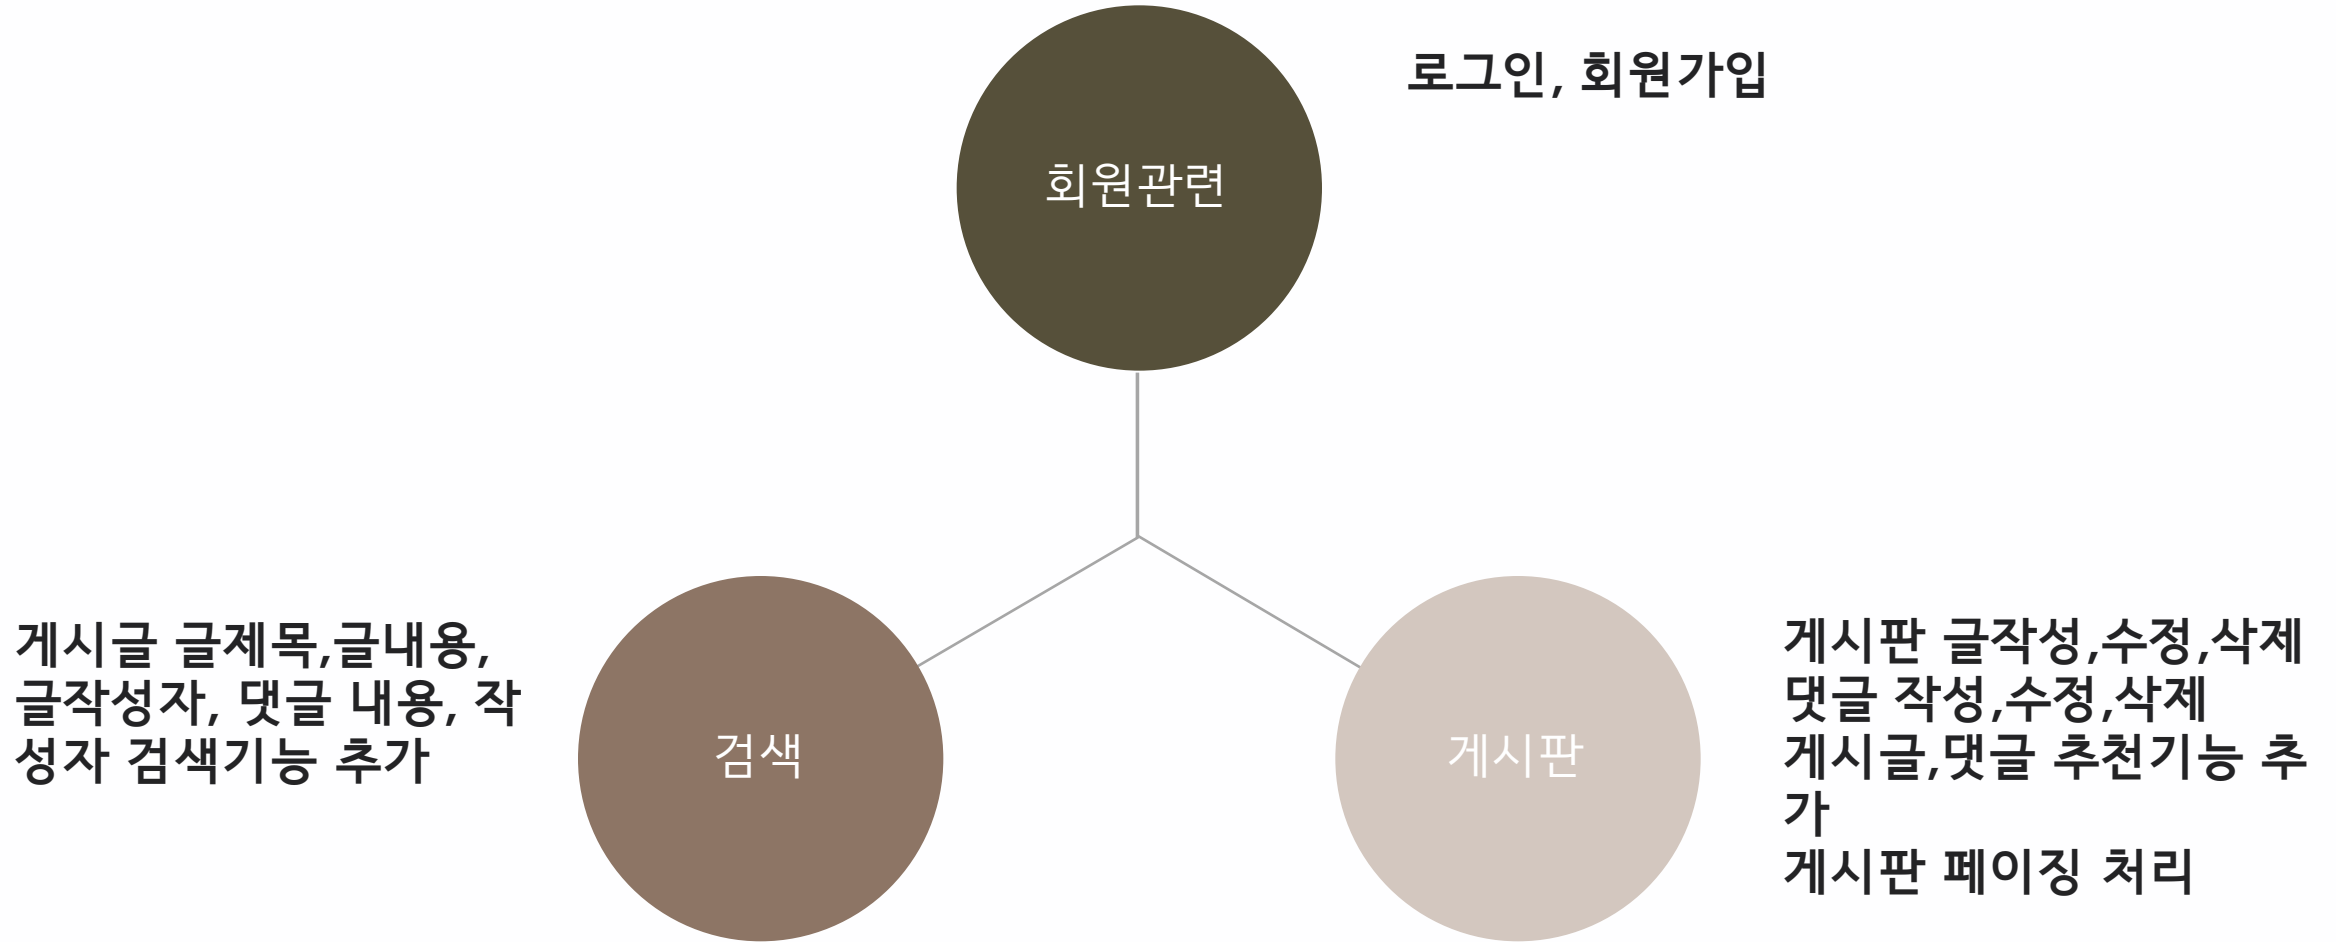 로그인, 회원가입
회원관련
게시글 글제목,글내용,
글작성자, 댓글 내용, 작
성자 검색기능 추가
검색
게시판
게시판 글작성,수정,삭제
댓글 작성,수정,삭제
게시글,댓글 추천기능 추
가
게시판 페이징 처리